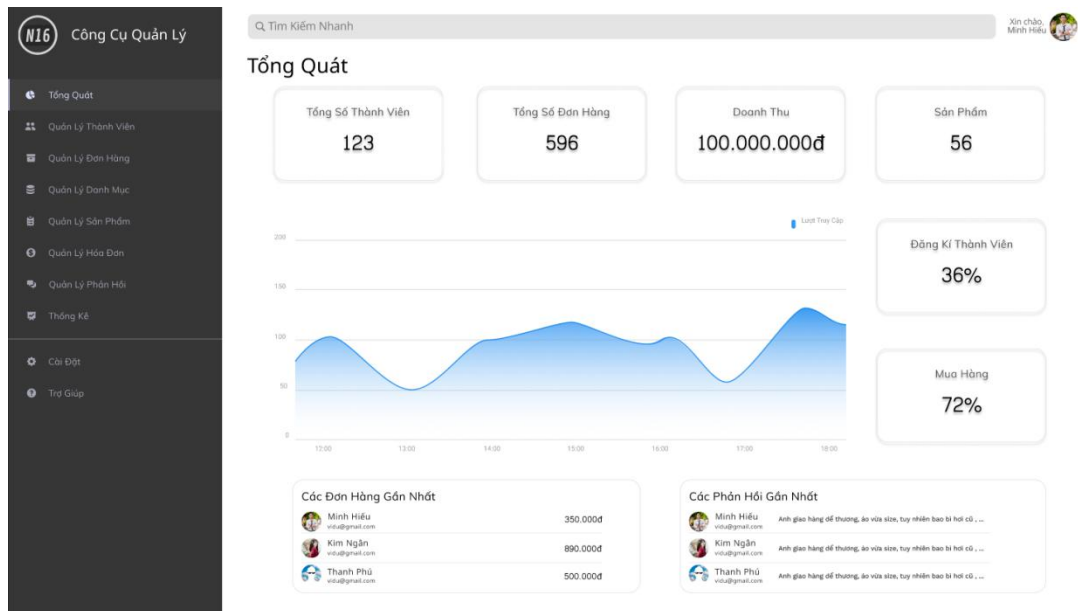 N16
Công Cụ Quản Lý
Tổng Quát
Quản Lý Thành Viên
Quản Lý Đơn Hàng
Quản Lý Danh Mục
Quản Lý Sản Phẩm
Quản Lý Hóa Đơn
Quản Lý Phản Hồi
Thống Kê
Cài Đặt
Trợ Giúp
Tìm Kiếm Nhanh
Xin chào,
Minh Hiếu
Tổng Quát
Tổng Số Thành Viên
123
Tổng Số Đơn Hàng
596
Doanh Thu
100.000.000đ
Sản Phẩm
56
Lượt Truy Cập
200
150
100
50
0
12:00 13:00 14:00 15:00 16:00 17:00 18:00
Đăng Kí Thành Viên
36%
Mua Hàng
72%
Các Đơn Hàng Gần Nhất
Minh Hiếu
vidu@gmail.com
350.000đ
Kim Ngân
vidu@gmail.com
890.000đ
Thanh Phú
vidu@gmail.com
500.000đ
Các Phản Hồi Gần Nhất
Minh Hiếu
vidu@gmail.com
Anh giao hàng dễ thương, áo vừa size, tuy nhiên bao bì hơi cũ , ...
Kim Ngân
vidu@gmail.com
Anh giao hàng dễ thương, áo vừa size, tuy nhiên bao bì hơi cũ , ...
Thanh Phú
vidu@gmail.com
Anh giao hàng dễ thương, áo vừa size, tuy nhiên bao bì hơi cũ , ...